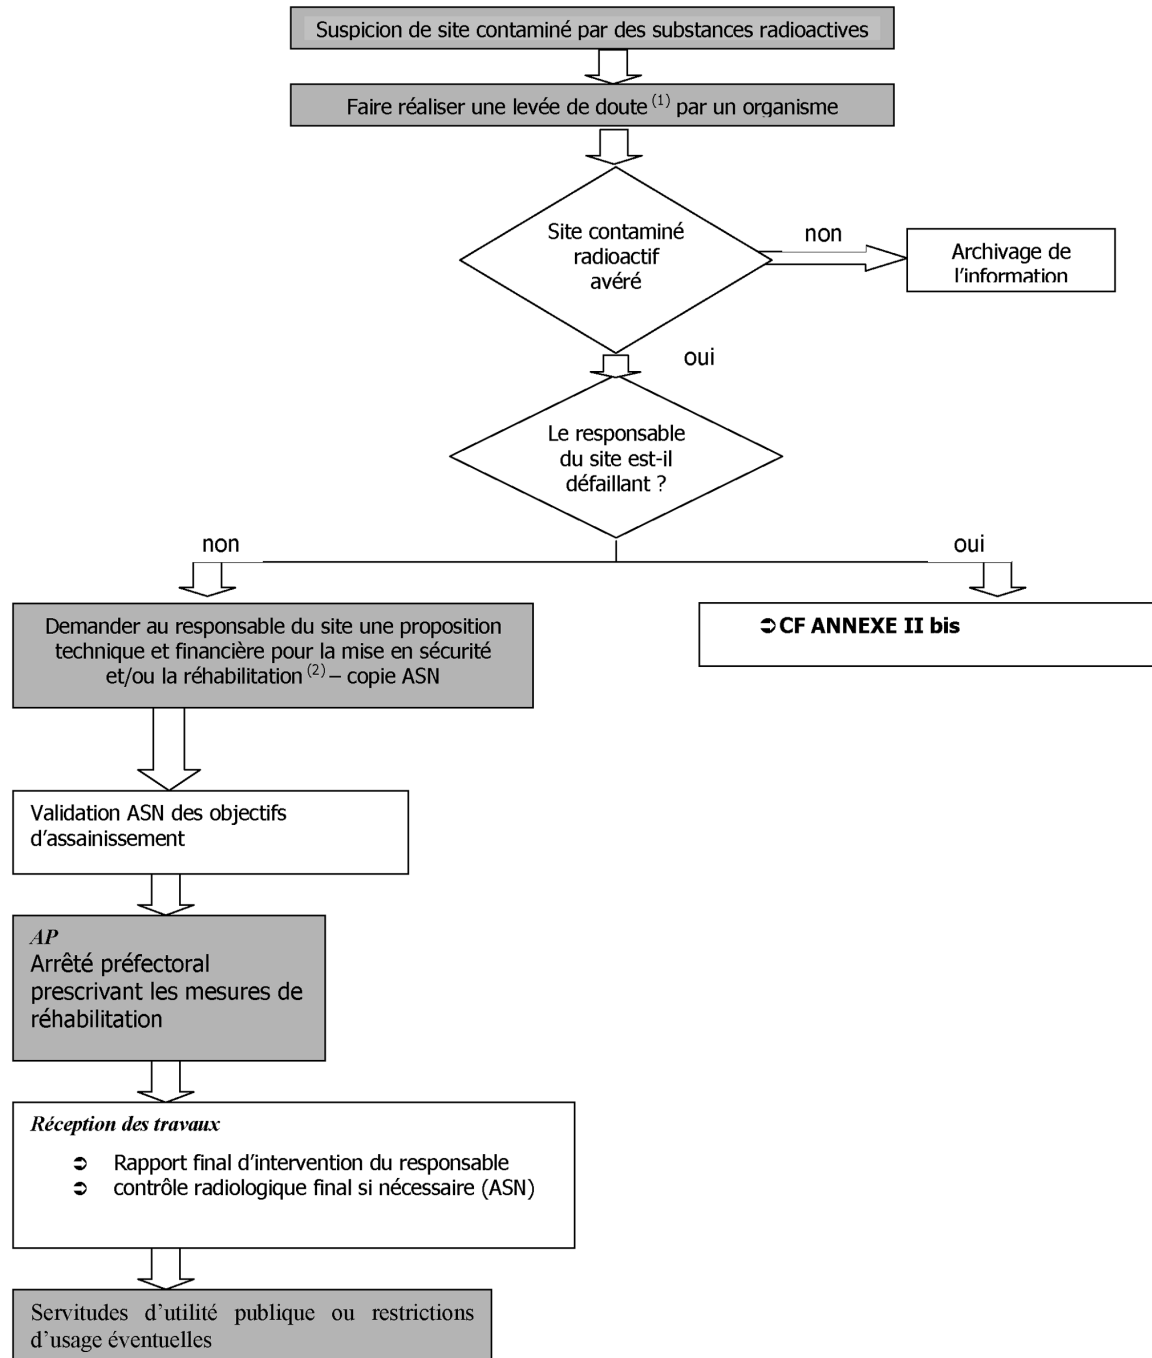 Suspicion de site contaminé par des substances radioactives
Faire réaliser une levée de doute (1) par un organisme
Site contaminé
radioactif
avéré
non
Archivage de
l'information
oui
Le responsable
du site est-il
défaillant ?
non
oui
Demander au responsable du site une proposition
technique et financière pour la mise en sécurité
et/ou la réhabilitation (2) – copie ASN
➲ CF ANNEXE II bis
Validation ASN des objectifs
d'assainissement
AP
Arrêté préfectoral
prescrivant les mesures de
réhabilitation
Réception des travaux
➲ Rapport final d'intervention du responsable
➲ contrôle radiologique final si nécessaire (ASN)
Servitudes d'utilité publique ou restrictions
d'usage éventuelles